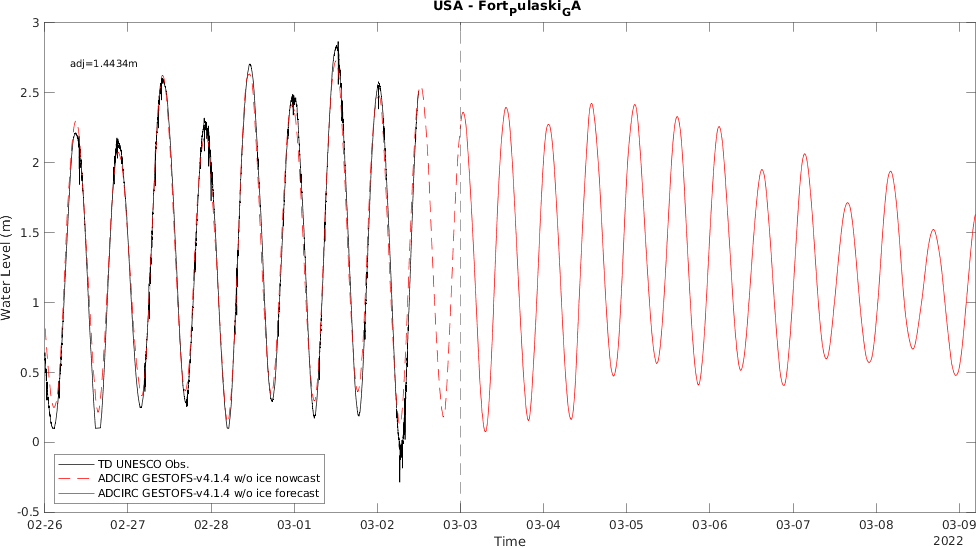 USA - Fort_Pulaski_GA
3
adj=1.4434m
2.5
2
1.5
Water Level (m)
1
0.5
0
TD UNESCO Obs.
ADCIRC GESTOFS-v4.1.4 w/o ice nowcast
ADCIRC GESTOFS-v4.1.4 w/o ice forecast
-0.5
02-26 02-27 02-28 03-01 03-02 03-03 03-04 03-05 03-06 03-07 03-08 03-09
Time
2022